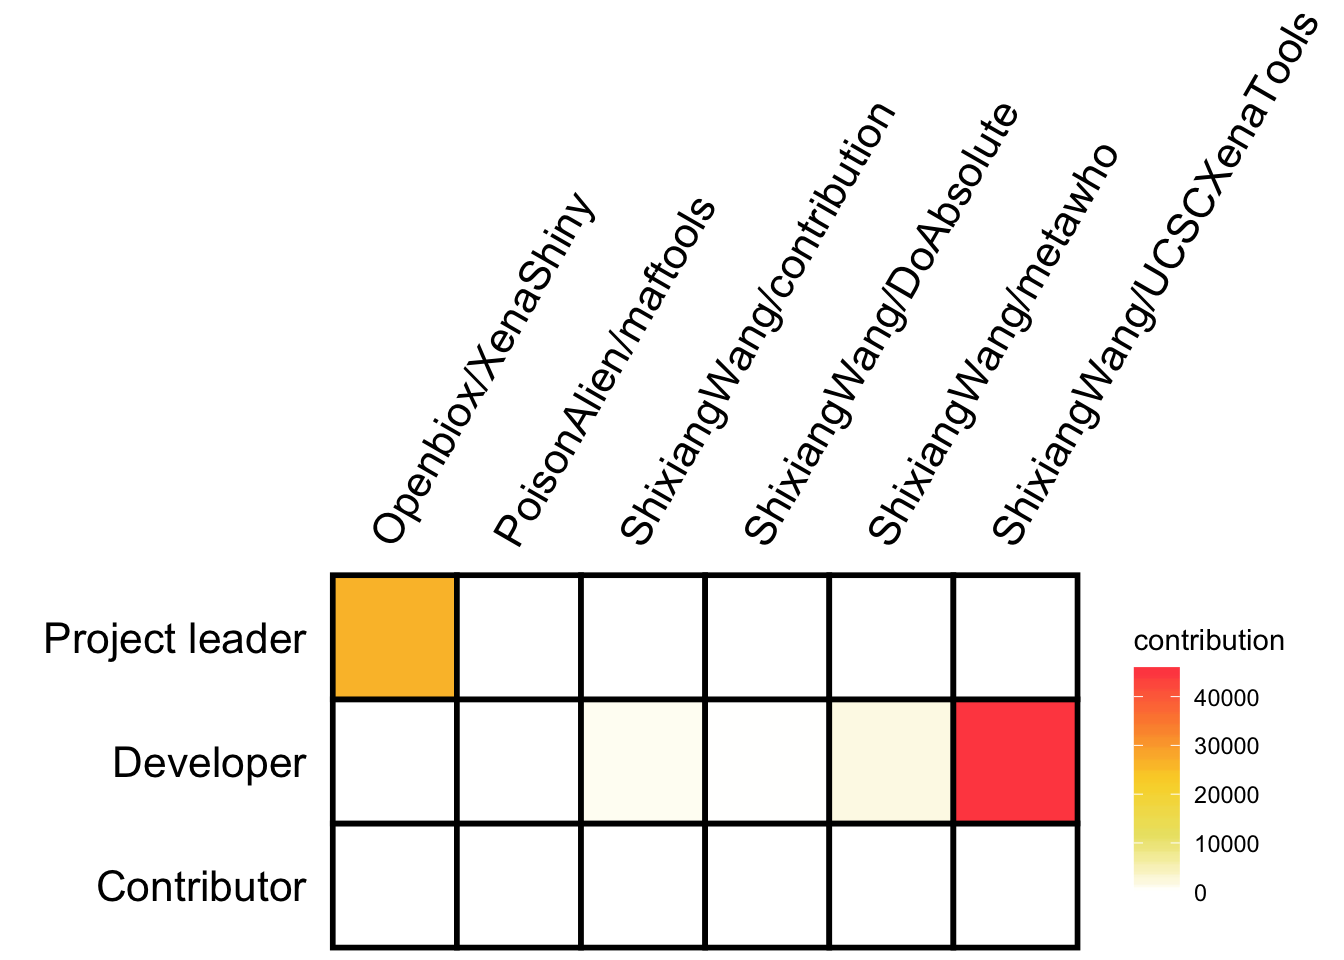 Openbiox/XenaShiny
PoisonAlien/maftools
ShixiangWang/contribution
ShixiangWang/DoAbsolute
ShixiangWang/metawho
ShixiangWang/UCSCXenaTools
Project leader
Developer
Contributor
contribution
40000
30000
20000
10000
0